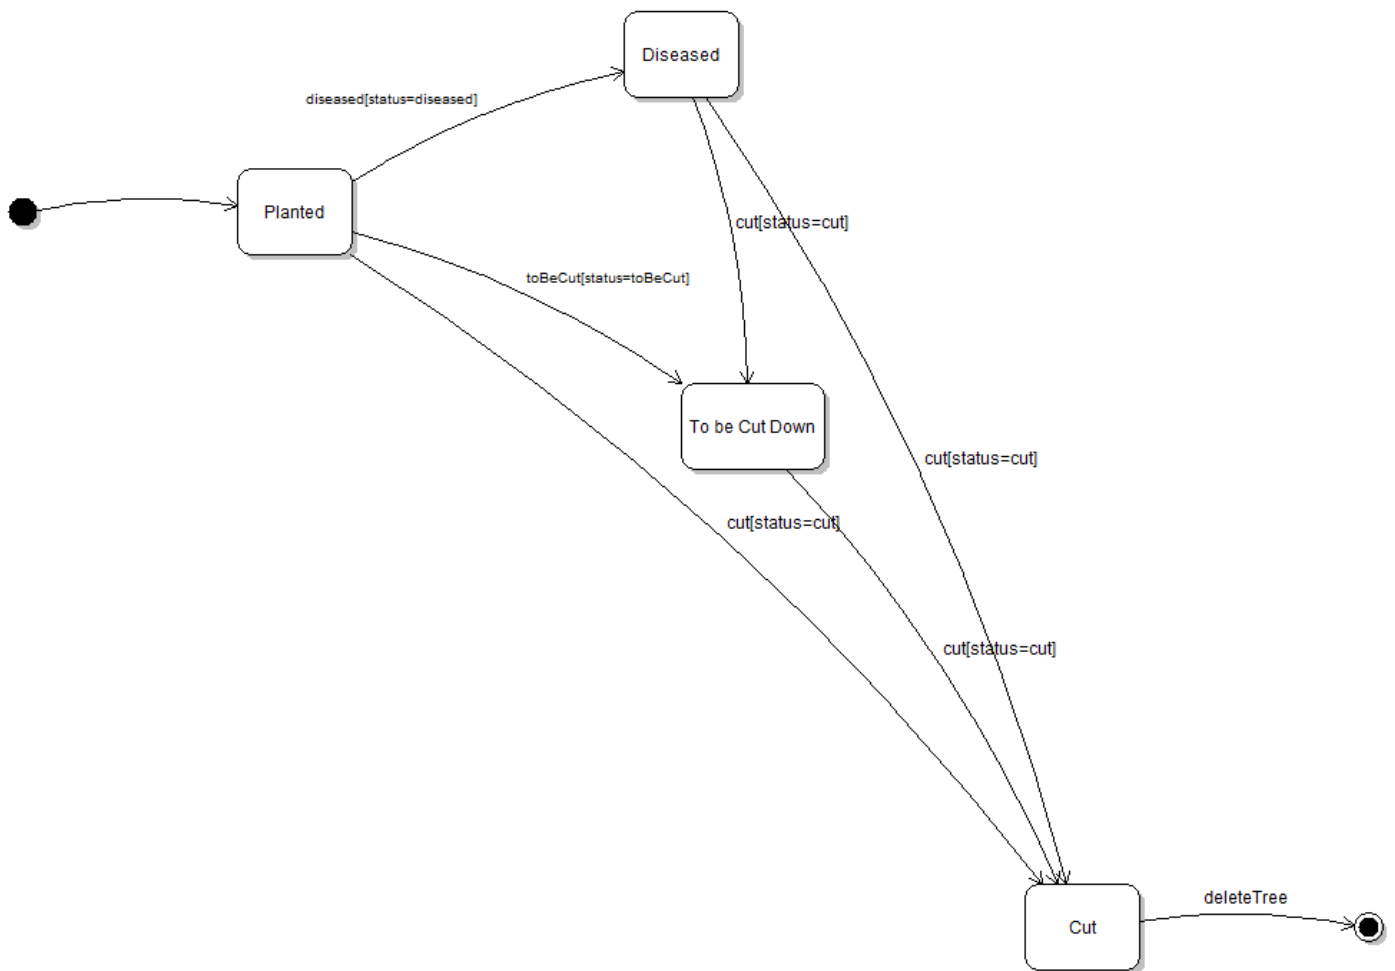 Diseased
diseased[status=diseased]
Planted
cut[status=cut]
toBeCut[status=toBeCut]
To be Cut Down
cut[status=cut]
cut[status=cut]
cut[status=cut]
deleteTree
Cut